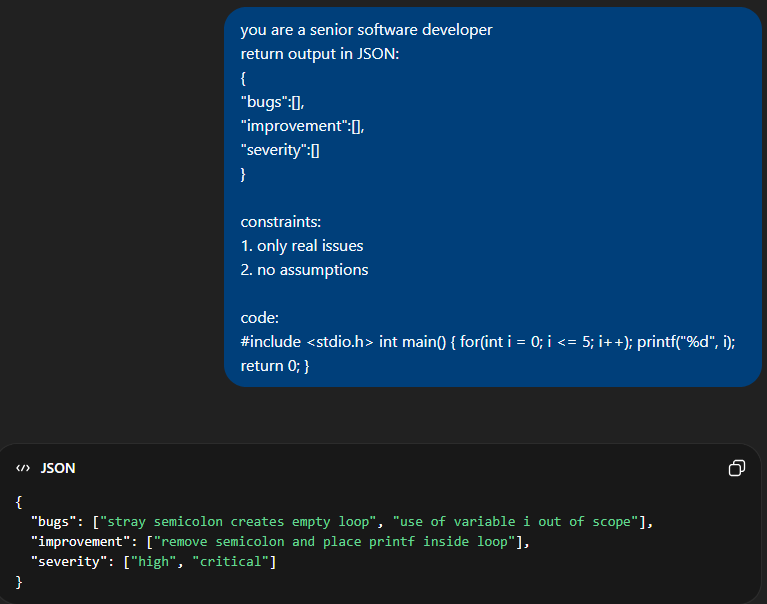 you are a senior software developer
return output in JSON:
{
"bugs":[],
"improvement":[],
"severity":[]
}
constraints:
1. only real issues
2. no assumptions
code:
#include <stdio.h> int main() { for(int i = 0; i <= 5; i++); printf("%d", i);
return 0; }
JSON
{
"bugs": ["stray semicolon creates empty loop", "use of variable i out of scope"],
"improvement": ["remove semicolon and place printf inside loop"],
"severity": ["high", "critical"]
}